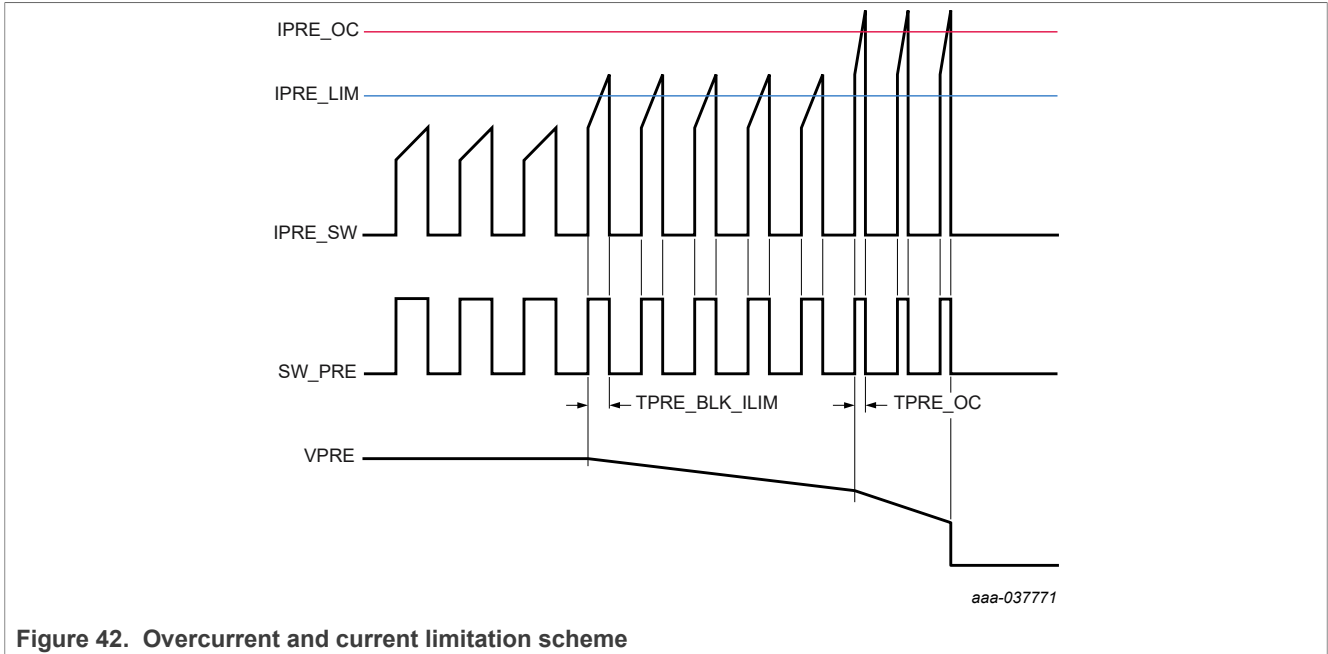 IPRE_OC
IPRE_LIM
IPRE_SW
SW_PRE
TPRE_BLK_ILIM
TPRE_OC
VPRE
aaa-037771
Figure 42. Overcurrent and current limitation scheme